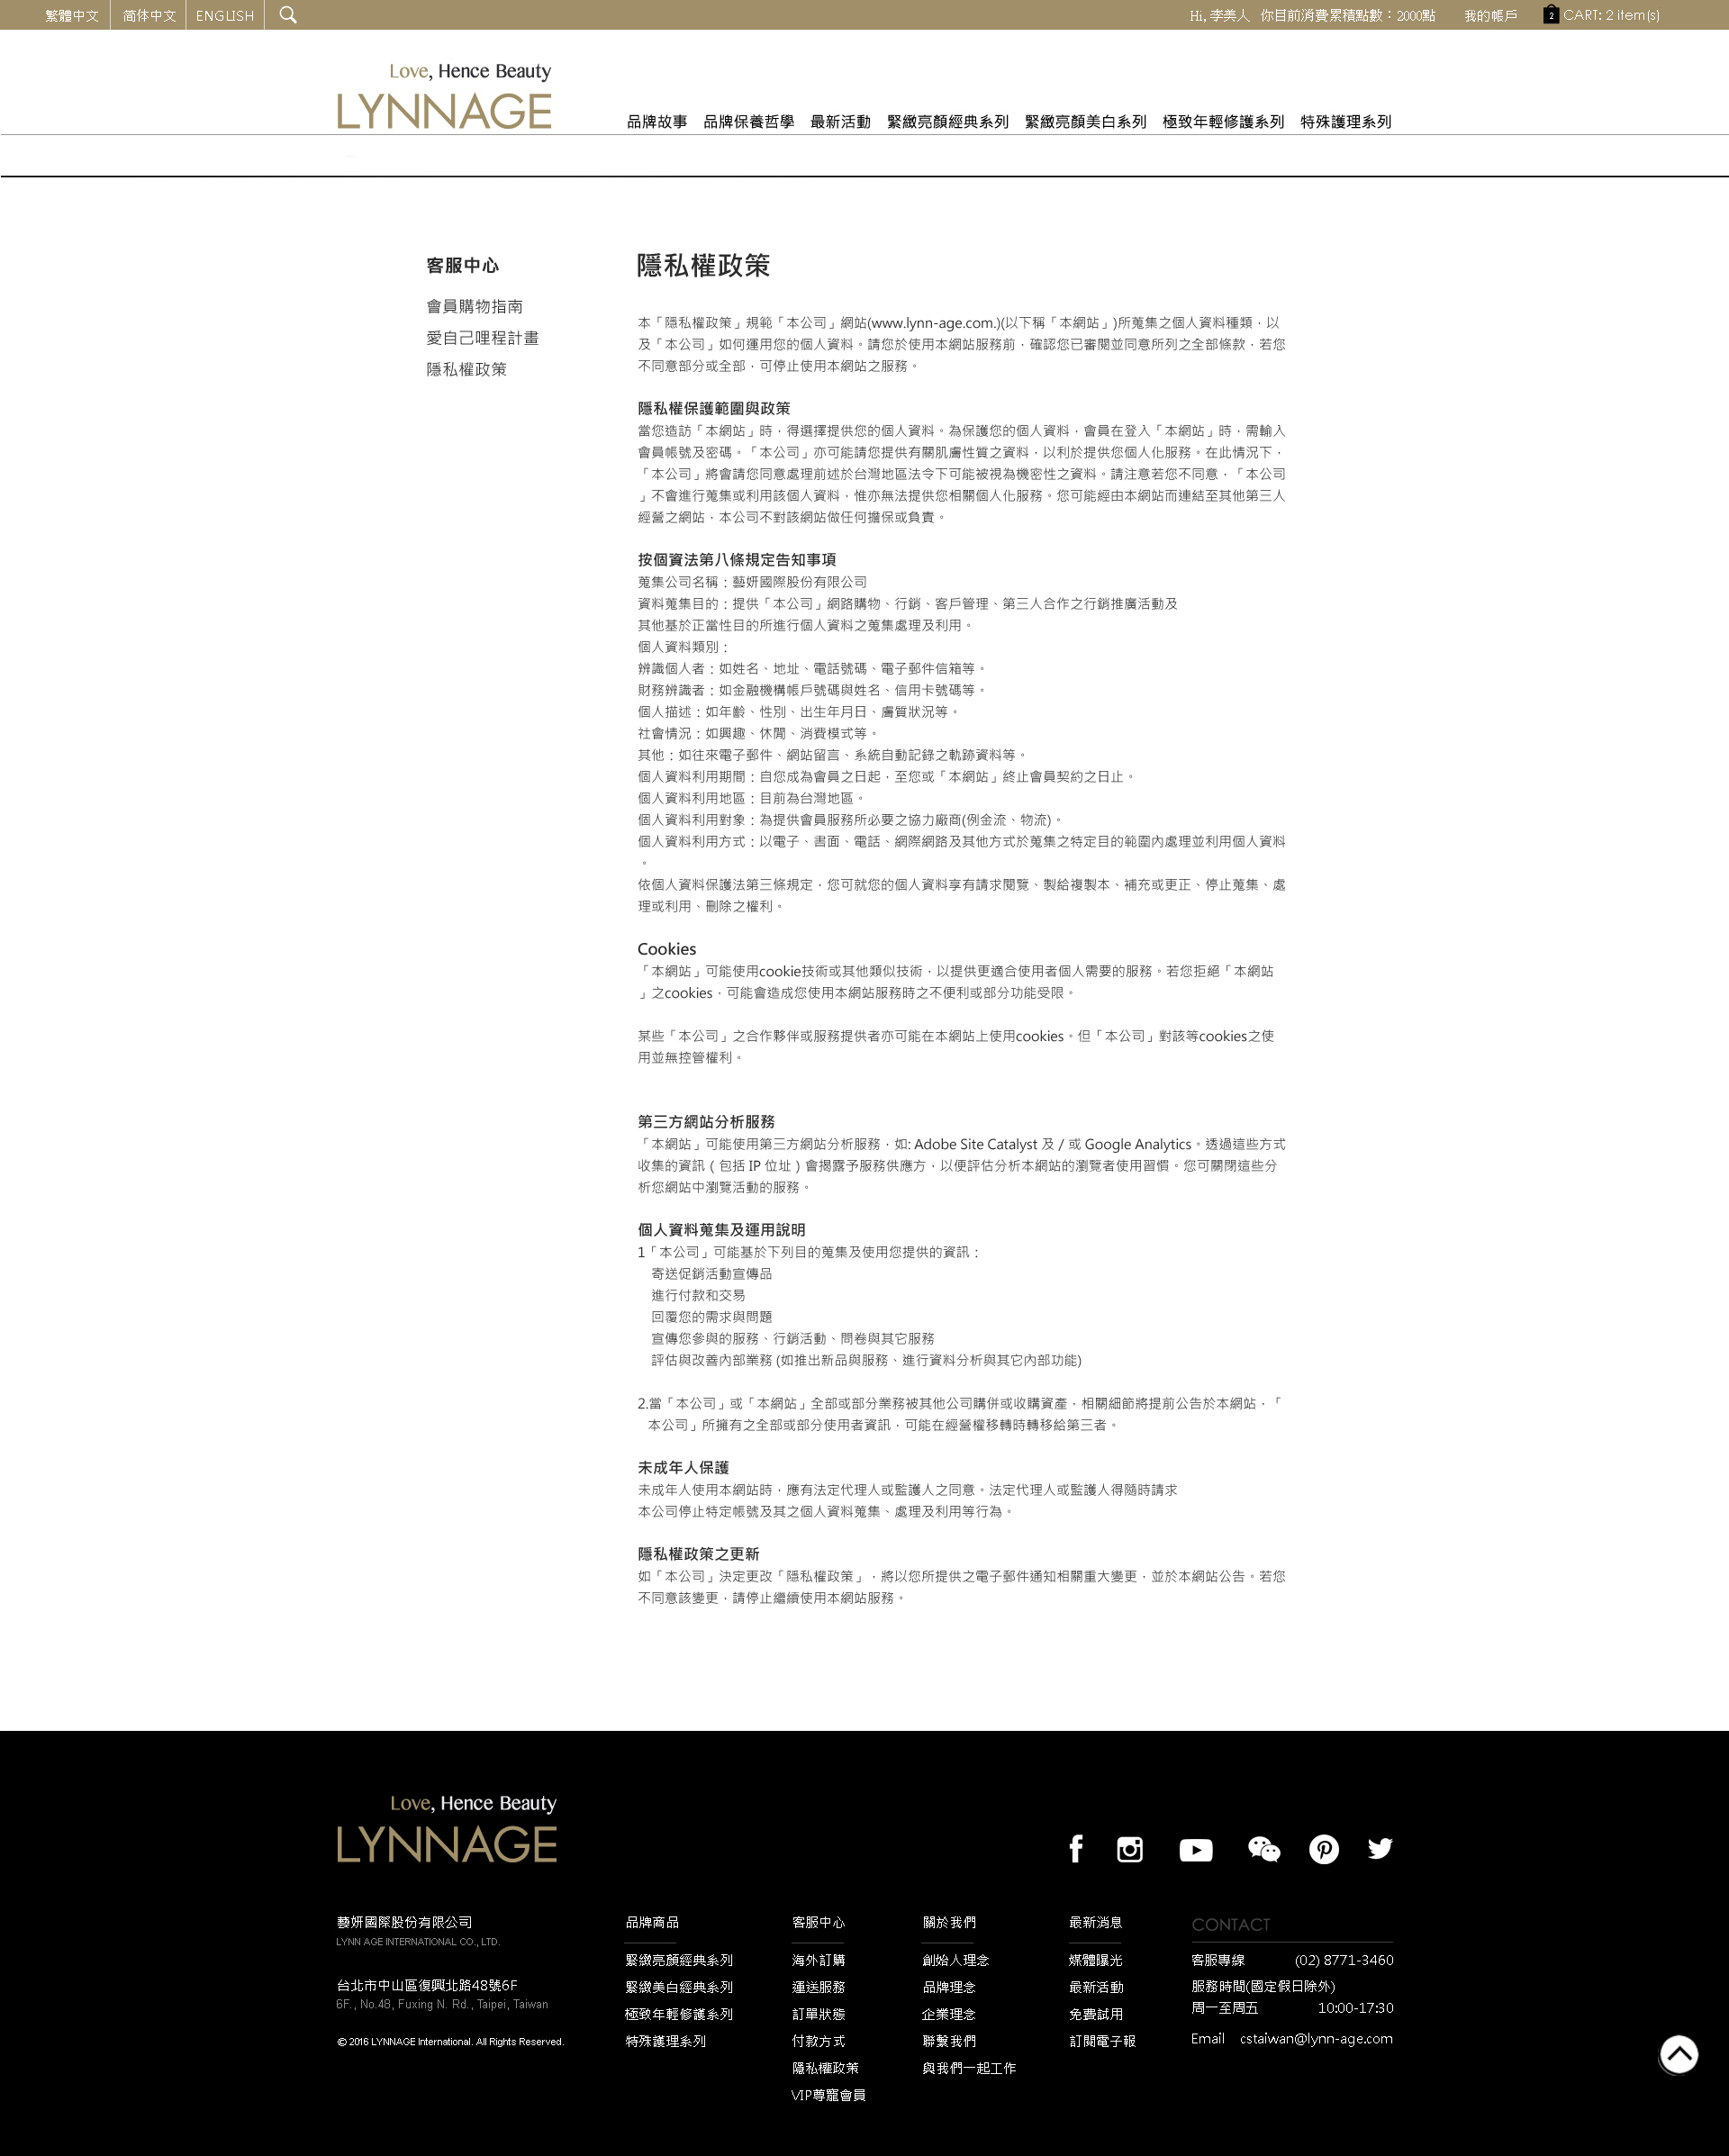 繁體中文 简体中文 ENGLISH
Hi, 李美人 你目前消費累積點數：2000點 我的帳戶 2 CART: 2 item(s)
Love, Hence Beauty
LYNNAGE
品牌故事 品牌保養哲學 最新活動 緊緻亮顏經典系列 緊緻亮顏美白系列 極致年輕修護系列 特殊護理系列
客服中心
會員購物指南
愛自己哩程計畫
隱私權政策
隱私權政策
本「隱私權政策」規範「本公司」網站(www.lynn-age.com.)(以下稱「本網站」)所蒐集之個人資料種類，以
及「本公司」如何運用您的個人資料。請您於使用本網站服務前，確認您已審閱並同意所列之全部條款，若您
不同意部分或全部，可停止使用本網站之服務。
隱私權保護範圍與政策
當您造訪「本網站」時，得選擇提供您的個人資料。為保護您的個人資料，會員在登入「本網站」時，需輸入
會員帳號及密碼。「本公司」亦可能請您提供有關肌膚性質之資料，以利於提供您個人化服務。在此情況下，
「本公司」將會請您同意處理前述於台灣地區法令下可能被視為機密性之資料。請注意若您不同意，「本公司
」不會進行蒐集或利用該個人資料，惟亦無法提供您相關個人化服務。您可能經由本網站而連結至其他第三人
經營之網站，本公司不對該網站做任何擔保或負責。
按個資法第八條規定告知事項
蒐集公司名稱：藝妍國際股份有限公司
資料蒐集目的：提供「本公司」網路購物、行銷、客戶管理、第三人合作之行銷推廣活動及
其他基於正當性目的所進行個人資料之蒐集處理及利用。
個人資料類別：
辨識個人者：如姓名、地址、電話號碼、電子郵件信箱等。
財務辨識者：如金融機構帳戶號碼與姓名、信用卡號碼等。
個人描述：如年齡、性別、出生年月日、膚質狀況等。
社會情況：如興趣、休閒、消費模式等。
其他：如往來電子郵件、網站留言、系統自動記錄之軌跡資料等。
個人資料利用期間：自您成為會員之日起，至您或「本網站」終止會員契約之日止。
個人資料利用地區：目前為台灣地區。
個人資料利用對象：為提供會員服務所必要之協力廠商(例金流、物流)。
個人資料利用方式：以電子、書面、電話、網際網路及其他方式於蒐集之特定目的範圍內處理並利用個人資料
。
依個人資料保護法第三條規定，您可就您的個人資料享有請求閱覽、製給複製本、補充或更正、停止蒐集、處
理或利用、刪除之權利。
Cookies
「本網站」可能使用cookie技術或其他類似技術，以提供更適合使用者個人需要的服務。若您拒絕「本網站
」之cookies，可能會造成您使用本網站服務時之不便利或部分功能受限。
某些「本公司」之合作夥伴或服務提供者亦可能在本網站上使用cookies。但「本公司」對該等cookies之使
用並無控管權利。
第三方網站分析服務
「本網站」可能使用第三方網站分析服務，如: Adobe Site Catalyst 及 / 或 Google Analytics。透過這些方式
收集的資訊 ( 包括 IP 位址 ) 會揭露予服務供應方，以便評估分析本網站的瀏覽者使用習慣。您可關閉這些分
析您網站中瀏覽活動的服務。
個人資料蒐集及運用說明
1「本公司」可能基於下列目的蒐集及使用您提供的資訊：
寄送促銷活動宣傳品
進行付款和交易
回覆您的需求與問題
宣傳您參與的服務、行銷活動、問卷與其它服務
評估與改善內部業務 (如推出新品與服務、進行資料分析與其它內部功能)
2.當「本公司」或「本網站」全部或部分業務被其他公司購併或收購資產，相關細節將提前公告於本網站，「
本公司」所擁有之全部或部分使用者資訊，可能在經營權移轉時轉移給第三者。
未成年人保護
未成年人使用本網站時，應有法定代理人或監護人之同意。法定代理人或監護人得隨時請求
本公司停止特定帳號及其之個人資料蒐集、處理及利用等行為。
隱私權政策之更新
如「本公司」決定更改「隱私權政策」，將以您所提供之電子郵件通知相關重大變更，並於本網站公告。若您
不同意該變更，請停止繼續使用本網站服務。
Love, Hence Beauty
LYNNAGE
藝妍國際股份有限公司
LYNN AGE INTERNATIONAL CO., LTD.
台北市中山區復興北路48號6F
6F., No.48, Fuxing N. Rd., Taipei, Taiwan
© 2016 LYNNAGE International. All Rights Reserved.
品牌商品
緊緻亮顏經典系列
緊緻美白經典系列
極致年輕修護系列
特殊護理系列
客服中心
海外訂購
運送服務
訂單狀態
付款方式
隱私權政策
VIP尊寵會員
關於我們
創始人理念
品牌理念
企業理念
聯繫我們
與我們一起工作
最新消息
媒體曝光
最新活動
免費試用
訂閱電子報
CONTACT
客服專線 (02) 8771-3460
服務時間(國定假日除外)
周一至周五 10:00-17:30
Email cstaiwan@lynn-age.com